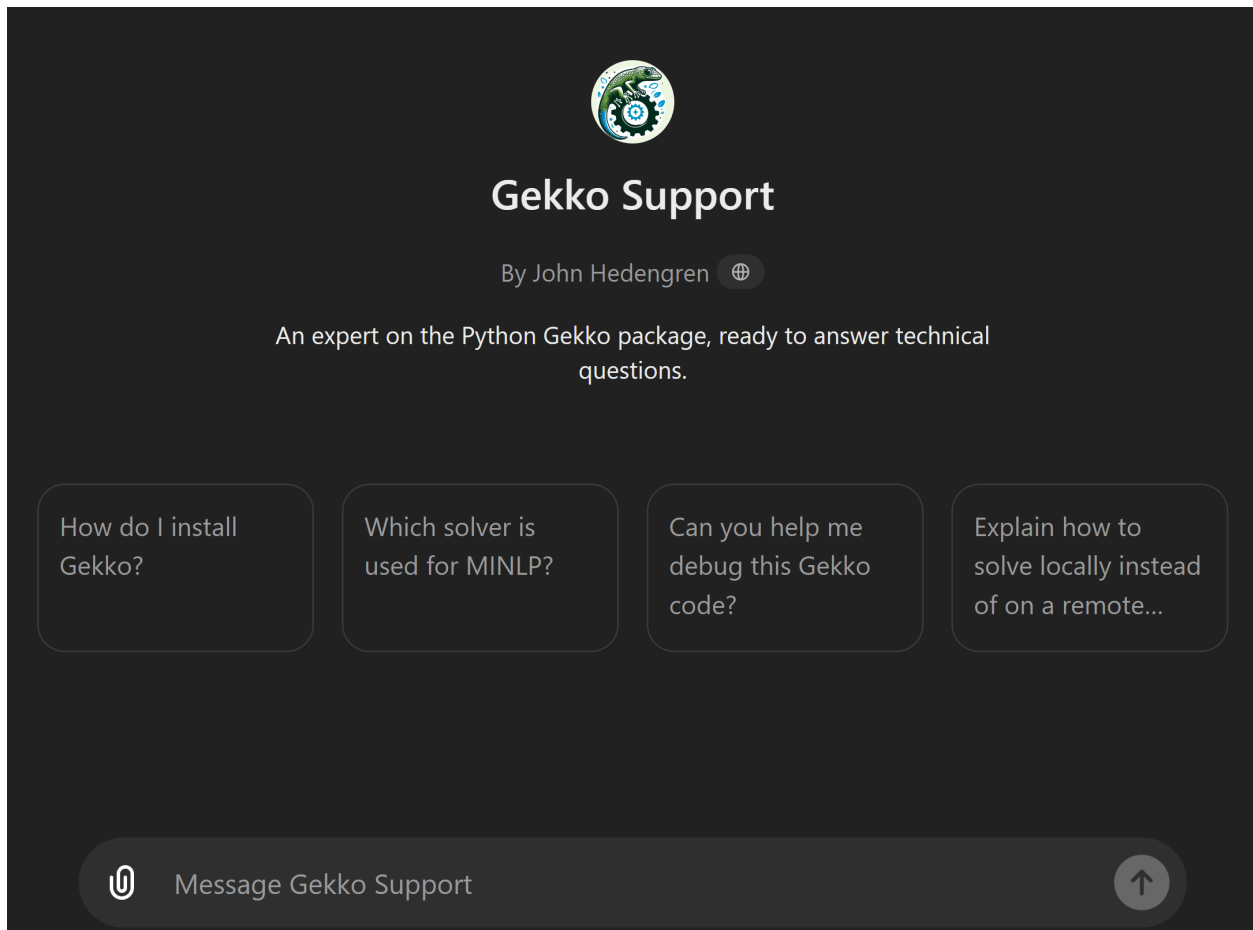 Gekko Support
By John Hedengren
An expert on the Python Gekko package, ready to answer technical
questions.
How do I install
Gekko?
Which solver is
used for MINLP?
Can you help me
debug this Gekko
code?
Explain how to
solve locally instead
of on a remote...
Message Gekko Support